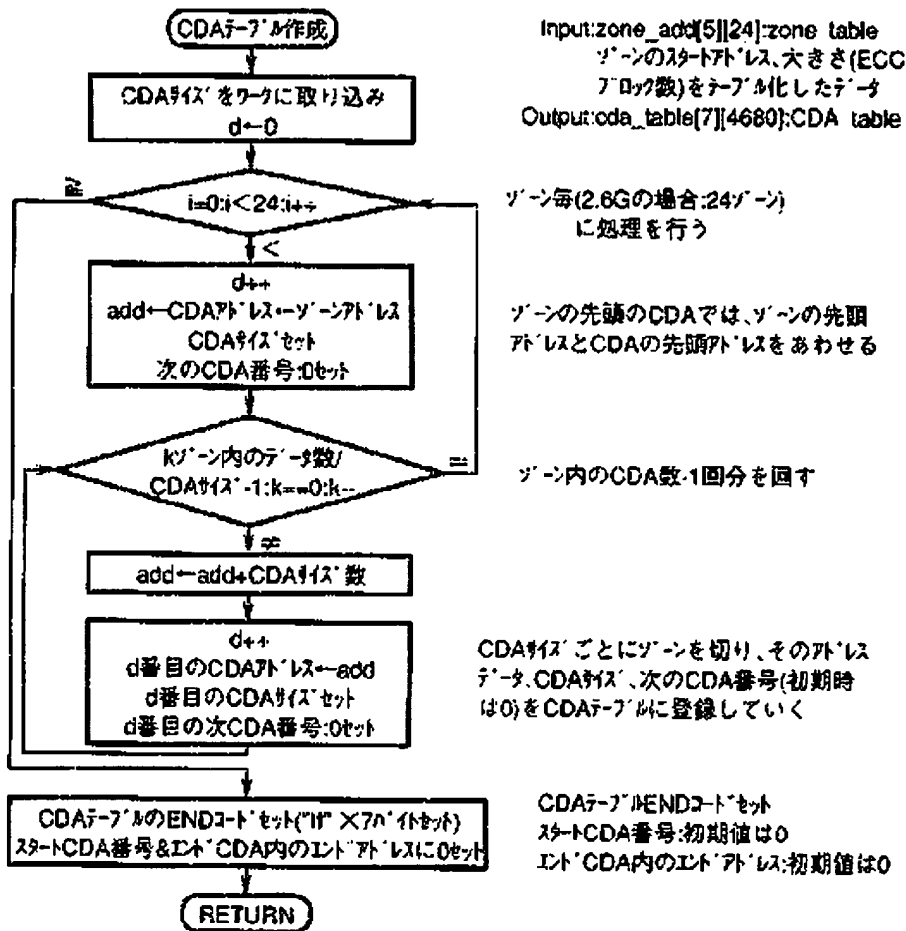 CDAﾃｰﾌﾞﾙ作成
Input:zone_add[5][24]:zone table
ｿﾞｰﾝのｽﾀｰﾄｱﾄﾞﾚｽ、大きさ(ECC
ﾌﾞﾛｯｸ数)をﾃｰﾌﾞﾙ化したﾃﾞｰﾀ
Output:cda_table[7][4680]:CDA table
CDAｻｲｽﾞをﾜｰｸに取り込み
d←0
≧
i=0:i<24:i++
<
ｿﾞｰﾝ毎(2.6Gの場合:24ｿﾞｰﾝ)
に処理を行う
d++
add←CDAｱﾄﾞﾚｽ←ｿﾞｰﾝｱﾄﾞﾚｽ
CDAｻｲｽﾞｾｯﾄ
次のCDA番号:0ｾｯﾄ
ｿﾞｰﾝの先頭のCDAでは、ｿﾞｰﾝの先頭
ｱﾄﾞﾚｽとCDAの先頭ｱﾄﾞﾚｽをあわせる
kｿﾞｰﾝ内のﾃﾞｰﾀ数/
CDAｻｲｽﾞ-1:k==0:k--
=
≠
ｿﾞｰﾝ内のCDA数-1回分を回す
add←add+CDAｻｲｽﾞ数
d++
d番目のCDAｱﾄﾞﾚｽ←add
d番目のCDAｻｲｽﾞｾｯﾄ
d番目の次CDA番号:0ｾｯﾄ
CDAｻｲｽﾞごとにｿﾞｰﾝを切り、そのｱﾄﾞﾚｽ
ﾃﾞｰﾀ、CDAｻｲｽﾞ、次のCDA番号(初期時
は0)をCDAﾃｰﾌﾞﾙに登録していく
CDAﾃｰﾌﾞﾙのENDｺｰﾄﾞｾｯﾄ("ff"×7ﾊﾞｲﾄｾｯﾄ)
ｽﾀｰﾄCDA番号&ｴﾝﾄﾞCDA内のｴﾝﾄﾞｱﾄﾞﾚｽに0ｾｯﾄ
CDAﾃｰﾌﾞﾙENDｺｰﾄﾞｾｯﾄ
ｽﾀｰﾄCDA番号:初期値は0
ｴﾝﾄﾞCDA内のｴﾝﾄﾞｱﾄﾞﾚｽ:初期値は0
RETURN